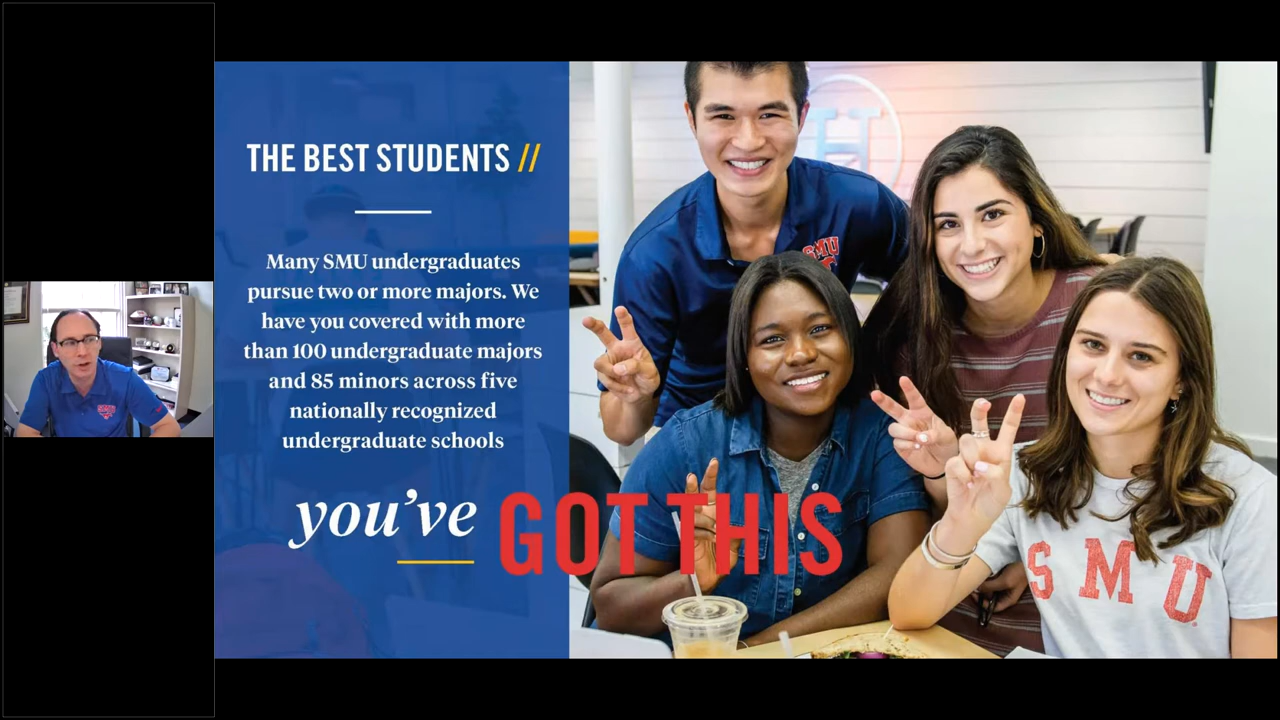 THE BEST STUDENTS //
Many SMU undergraduates
pursue two or more majors. We
have you covered with more
than 100 undergraduate majors
and 85 minors across five
nationally recognized
undergraduate schools
you've GOT THIS
SMU
SMU
SMU